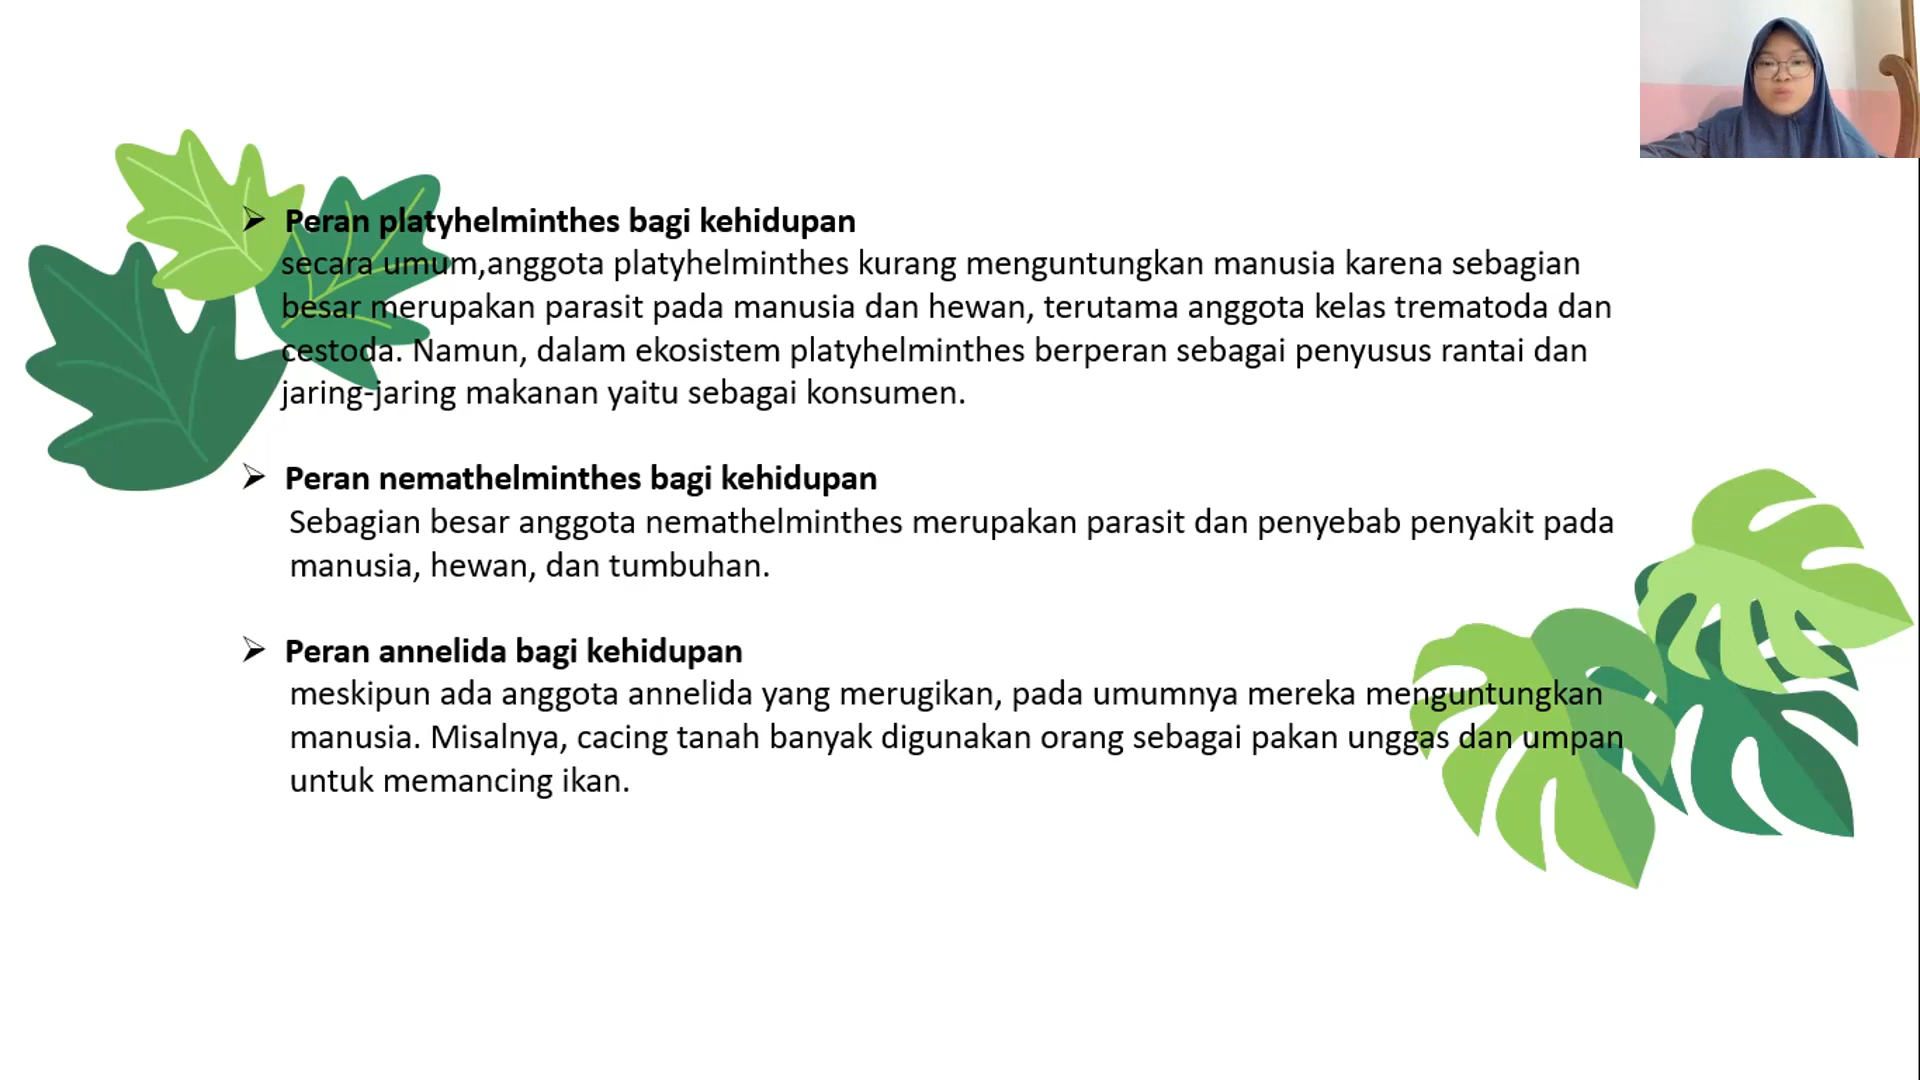 ➢ Peran platyhelminthes bagi kehidupan
secara umum,anggota platyhelminthes kurang menguntungkan manusia karena sebagian
besar merupakan parasit pada manusia dan hewan, terutama anggota kelas trematoda dan
cestoda. Namun, dalam ekosistem platyhelminthes berperan sebagai penyusus rantai dan
jaring-jaring makanan yaitu sebagai konsumen.
➢ Peran nemathelminthes bagi kehidupan
Sebagian besar anggota nemathelminthes merupakan parasit dan penyebab penyakit pada
manusia, hewan, dan tumbuhan.
➢ Peran annelida bagi kehidupan
meskipun ada anggota annelida yang merugikan, pada umumnya mereka menguntungkan
manusia. Misalnya, cacing tanah banyak digunakan orang sebagai pakan unggas dan umpan
untuk memancing ikan.